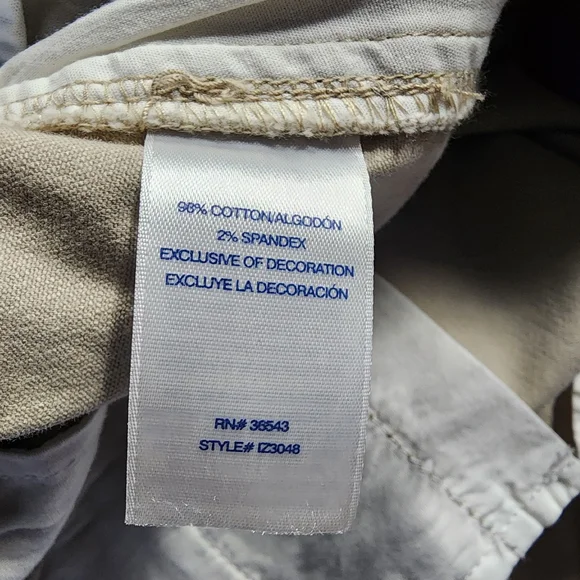 98% COTTON/ALGODÓN
2% SPANDEX
EXCLUSIVE OF DECORATION
EXCLUYE LA DECORACIÓN
RN# 36543
STYLE# IZ3048